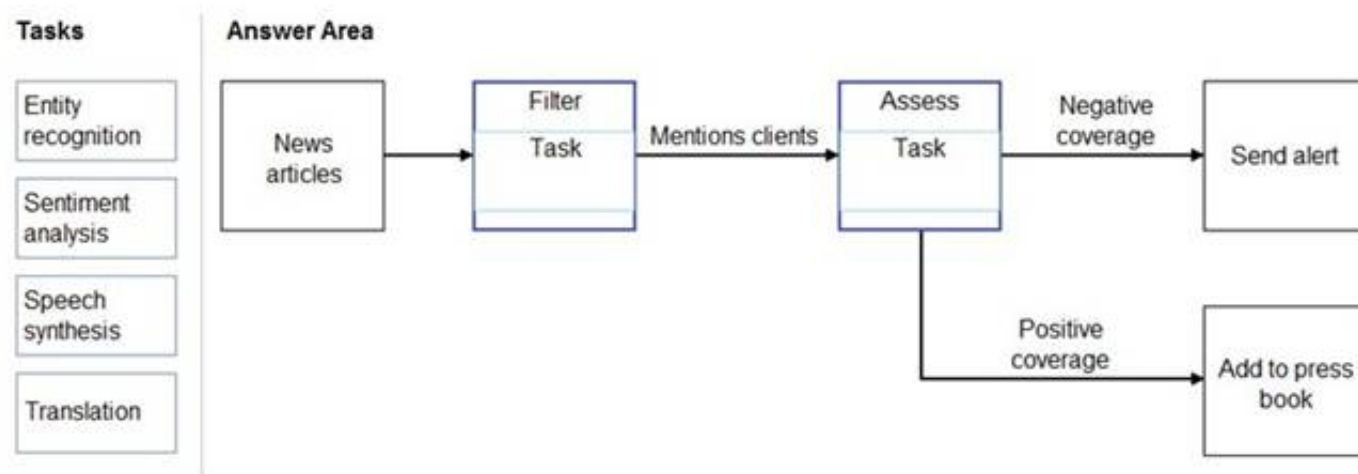 Tasks
Answer Area
Entity
recognition
Sentiment
analysis
Speech
synthesis
Translation
News
articles
Filter
Task
Mentions clients
Assess
Task
Negative
coverage
Send alert
Positive
coverage
Add to press
book